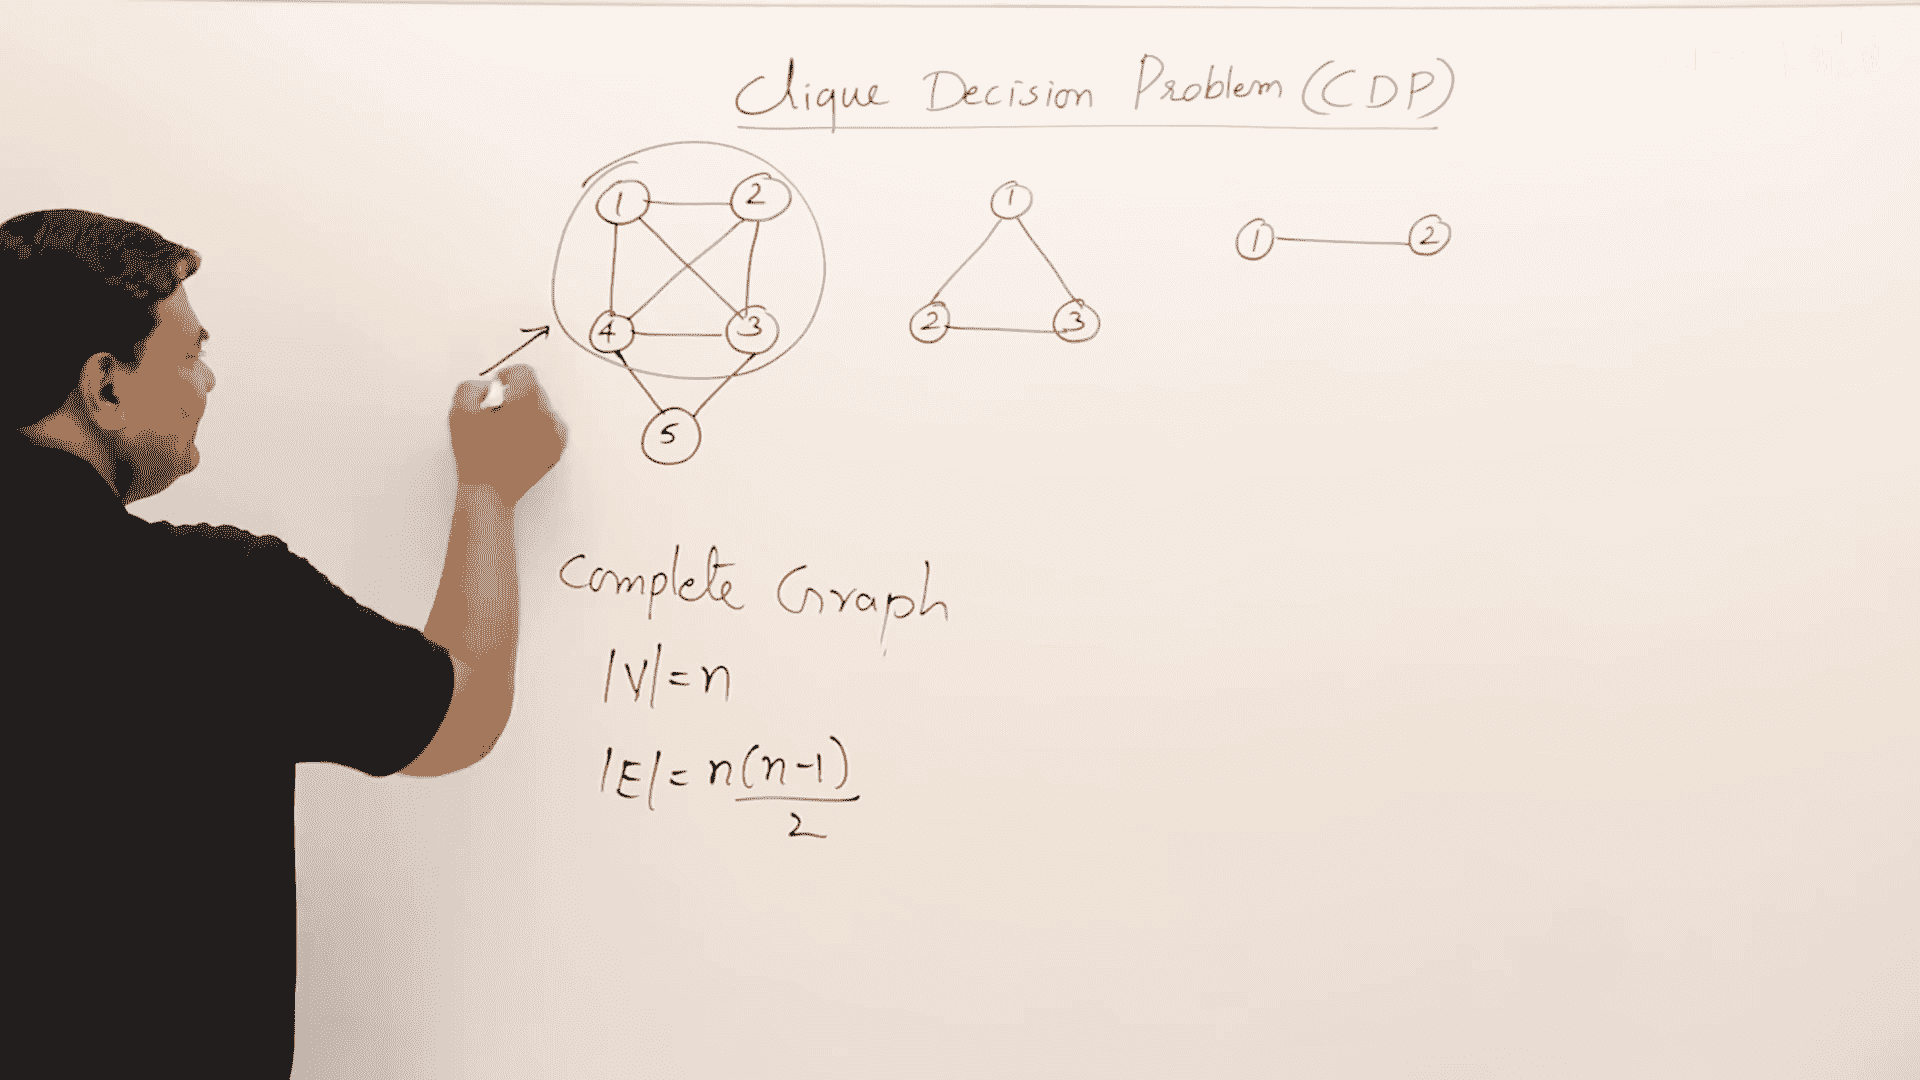 Clique Decision Problem (CDP)
1 2
4 3
5
1
2 3
1 2
Complete Graph
|V| = n
|E| = n(n-1)
2